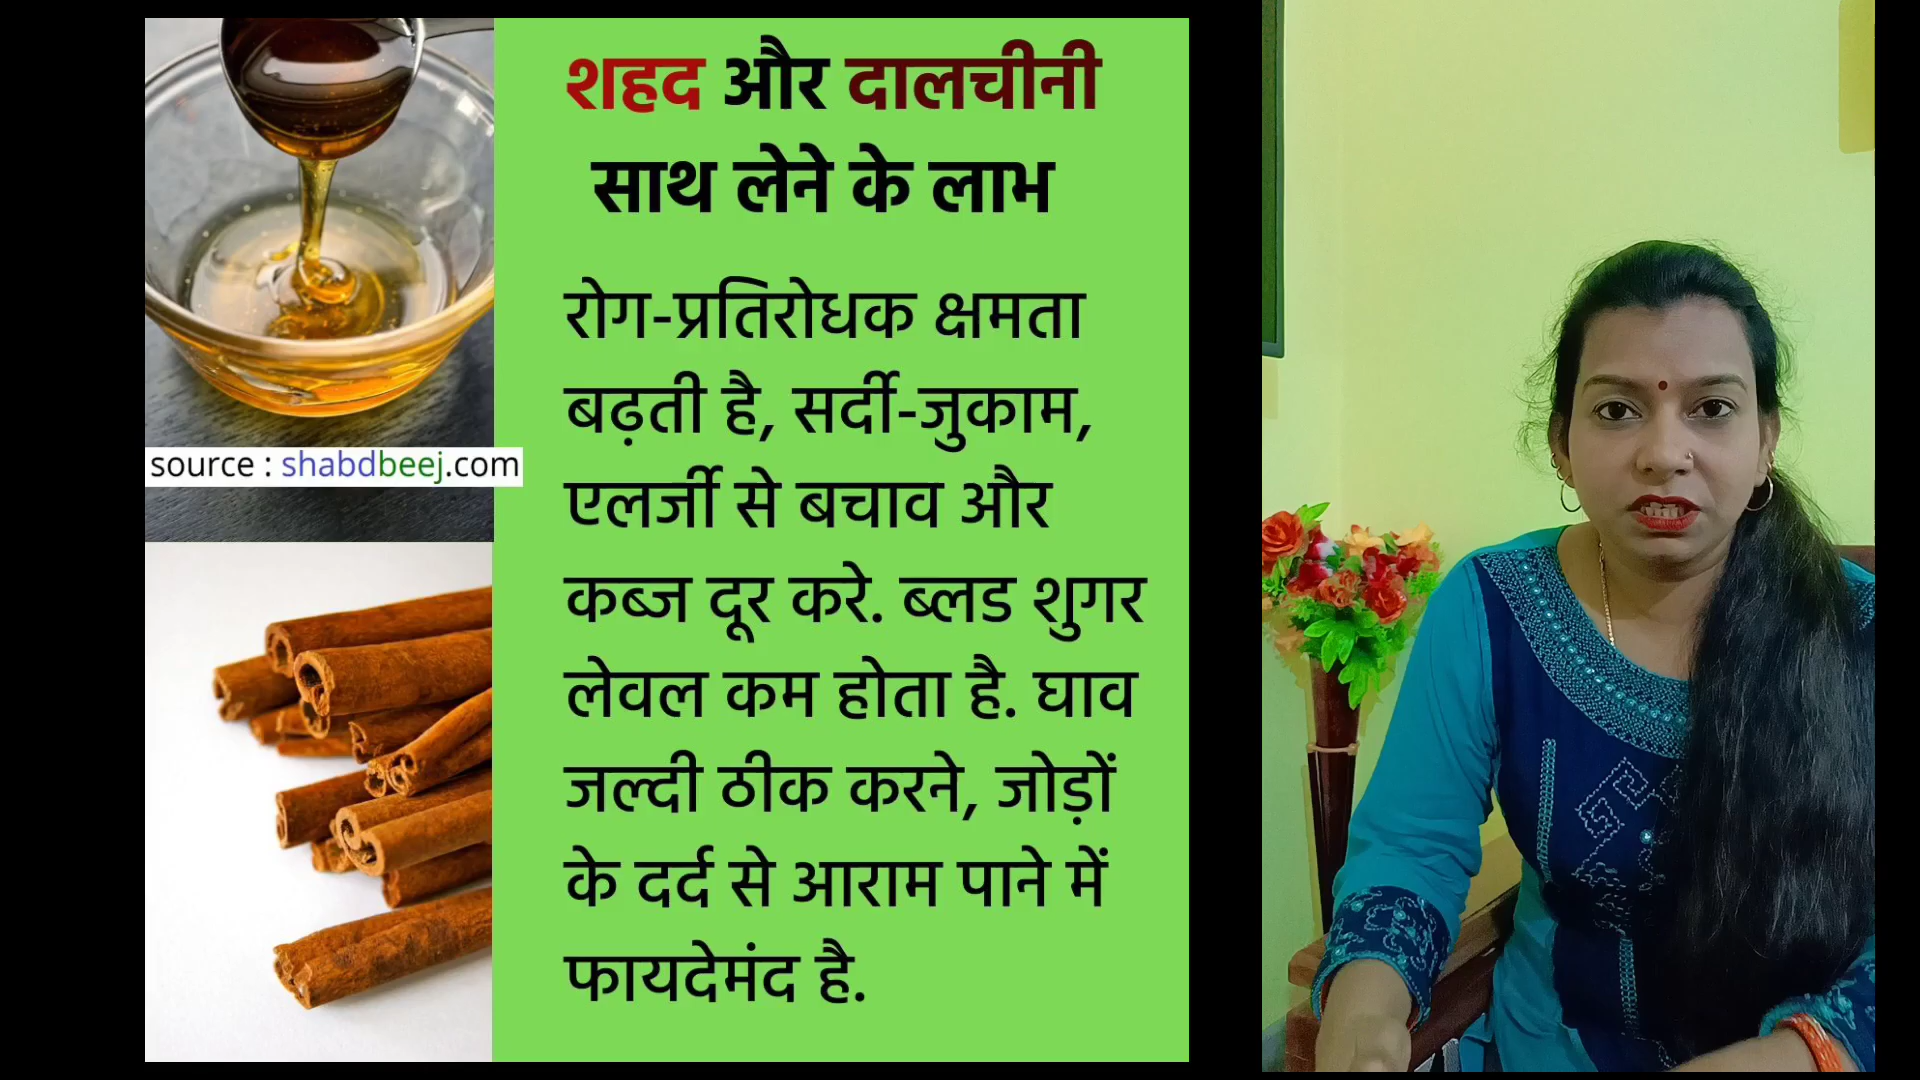 शहद और दालचीनी
साथ लेने के लाभ
रोग-प्रतिरोधक क्षमता
बढ़ती है, सर्दी-जुकाम,
एलर्जी से बचाव और
कब्ज दूर करे. ब्लड शुगर
लेवल कम होता है. घाव
जल्दी ठीक करने, जोड़ों
के दर्द से आराम पाने में
फायदेमंद है.
source : shabdbeej.com